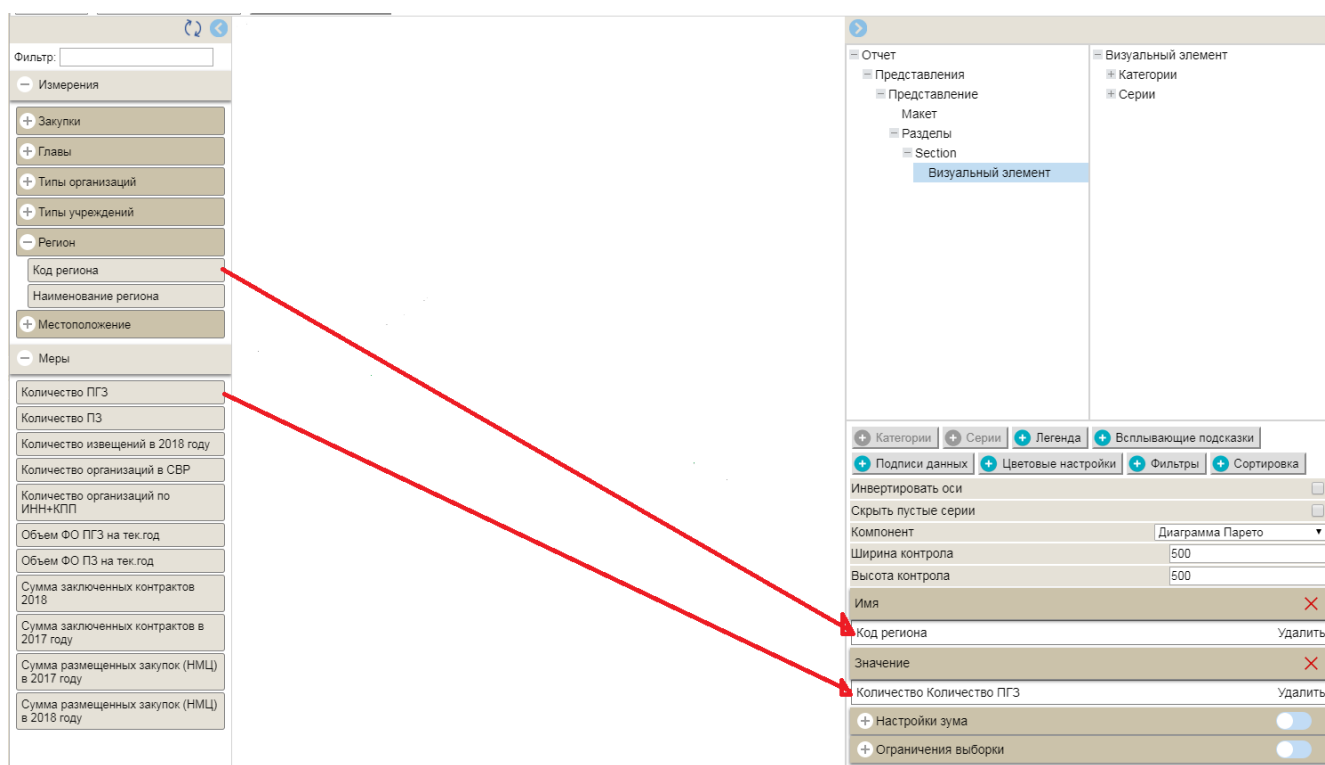 Фильтр:
Измерения
Закупки
Главы
Типы организаций
Типы учреждений
Регион
Код региона
Наименование региона
Местоположение
Меры
Количество ПГЗ
Количество ПЗ
Количество извещений в 2018 году
Количество организаций в СВР
Количество организаций по
ИНН+КПП
Объем ФО ПГЗ на тек.год
Объем ФО ПЗ на тек.год
Сумма заключенных контрактов
2018
Сумма заключенных контрактов в
2017 году
Сумма размещенных закупок (НМЦ)
в 2017 году
Сумма размещенных закупок (НМЦ)
в 2018 году
Отчет
Представления
Представление
Макет
Разделы
Section
Визуальный элемент
Визуальный элемент
Категории
Серии
Категории Серии Легенда Всплывающие подсказки
Подписи данных Цветовые настройки Фильтры Сортировка
Инвертировать оси
Скрыть пустые серии
Компонент Диаграмма Парето
Ширина контрола 500
Высота контрола 500
Имя
Код региона Удалить
Значение
Количество Количество ПГЗ Удалить
Настройки зума
Ограничения выборки